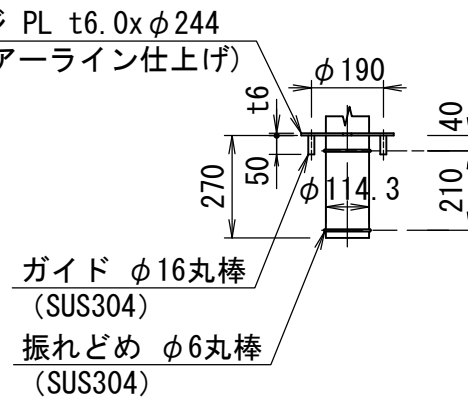 PL t6.0xφ244
アーライン仕上げ)
φ190
t6
40
50
270
φ114.3
210
ガイド φ16丸棒
(SUS304)
振れどめ φ6丸棒
(SUS304)